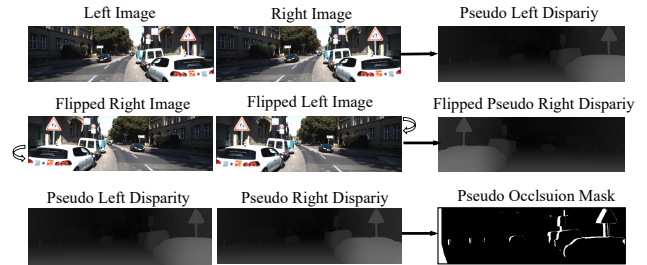 Left Image Right Image Pseudo Left Dispariy
Flipped Right Image Flipped Left Image Flipped Pseudo Right Dispariy
Pseudo Left Disparity Pseudo Right Dispariy Pseudo Occlsuion Mask